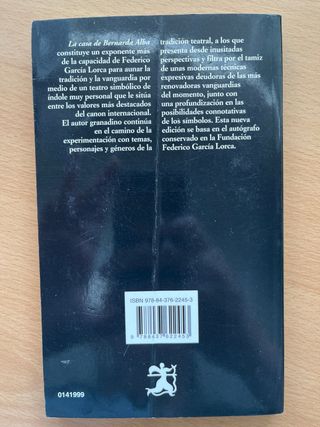 La casa de Bernarda Alba
constituye un exponente más
de la capacidad de Federico
García Lorca para aunar la
tradición y la vanguardia por
medio de un teatro simbólico de
índole muy personal que le sitúa
entre los valores más destacados
del canon internacional.
El autor granadino continúa
en el camino de la
experimentación con temas,
personajes y géneros de la
tradición teatral, a los que
presenta desde inusitadas
perspectivas y filtra por el tamiz
de unas modernas técnicas
expresivas deudoras de las más
renovadoras vanguardias
del momento, junto con
una profundización en las
posibilidades connotativas
de los símbolos. Esta nueva
edición se basa en el autógrafo
conservado en la Fundación
Federico García Lorca.
ISBN 978-84-376-2245-3
9 788437 622453
0141999